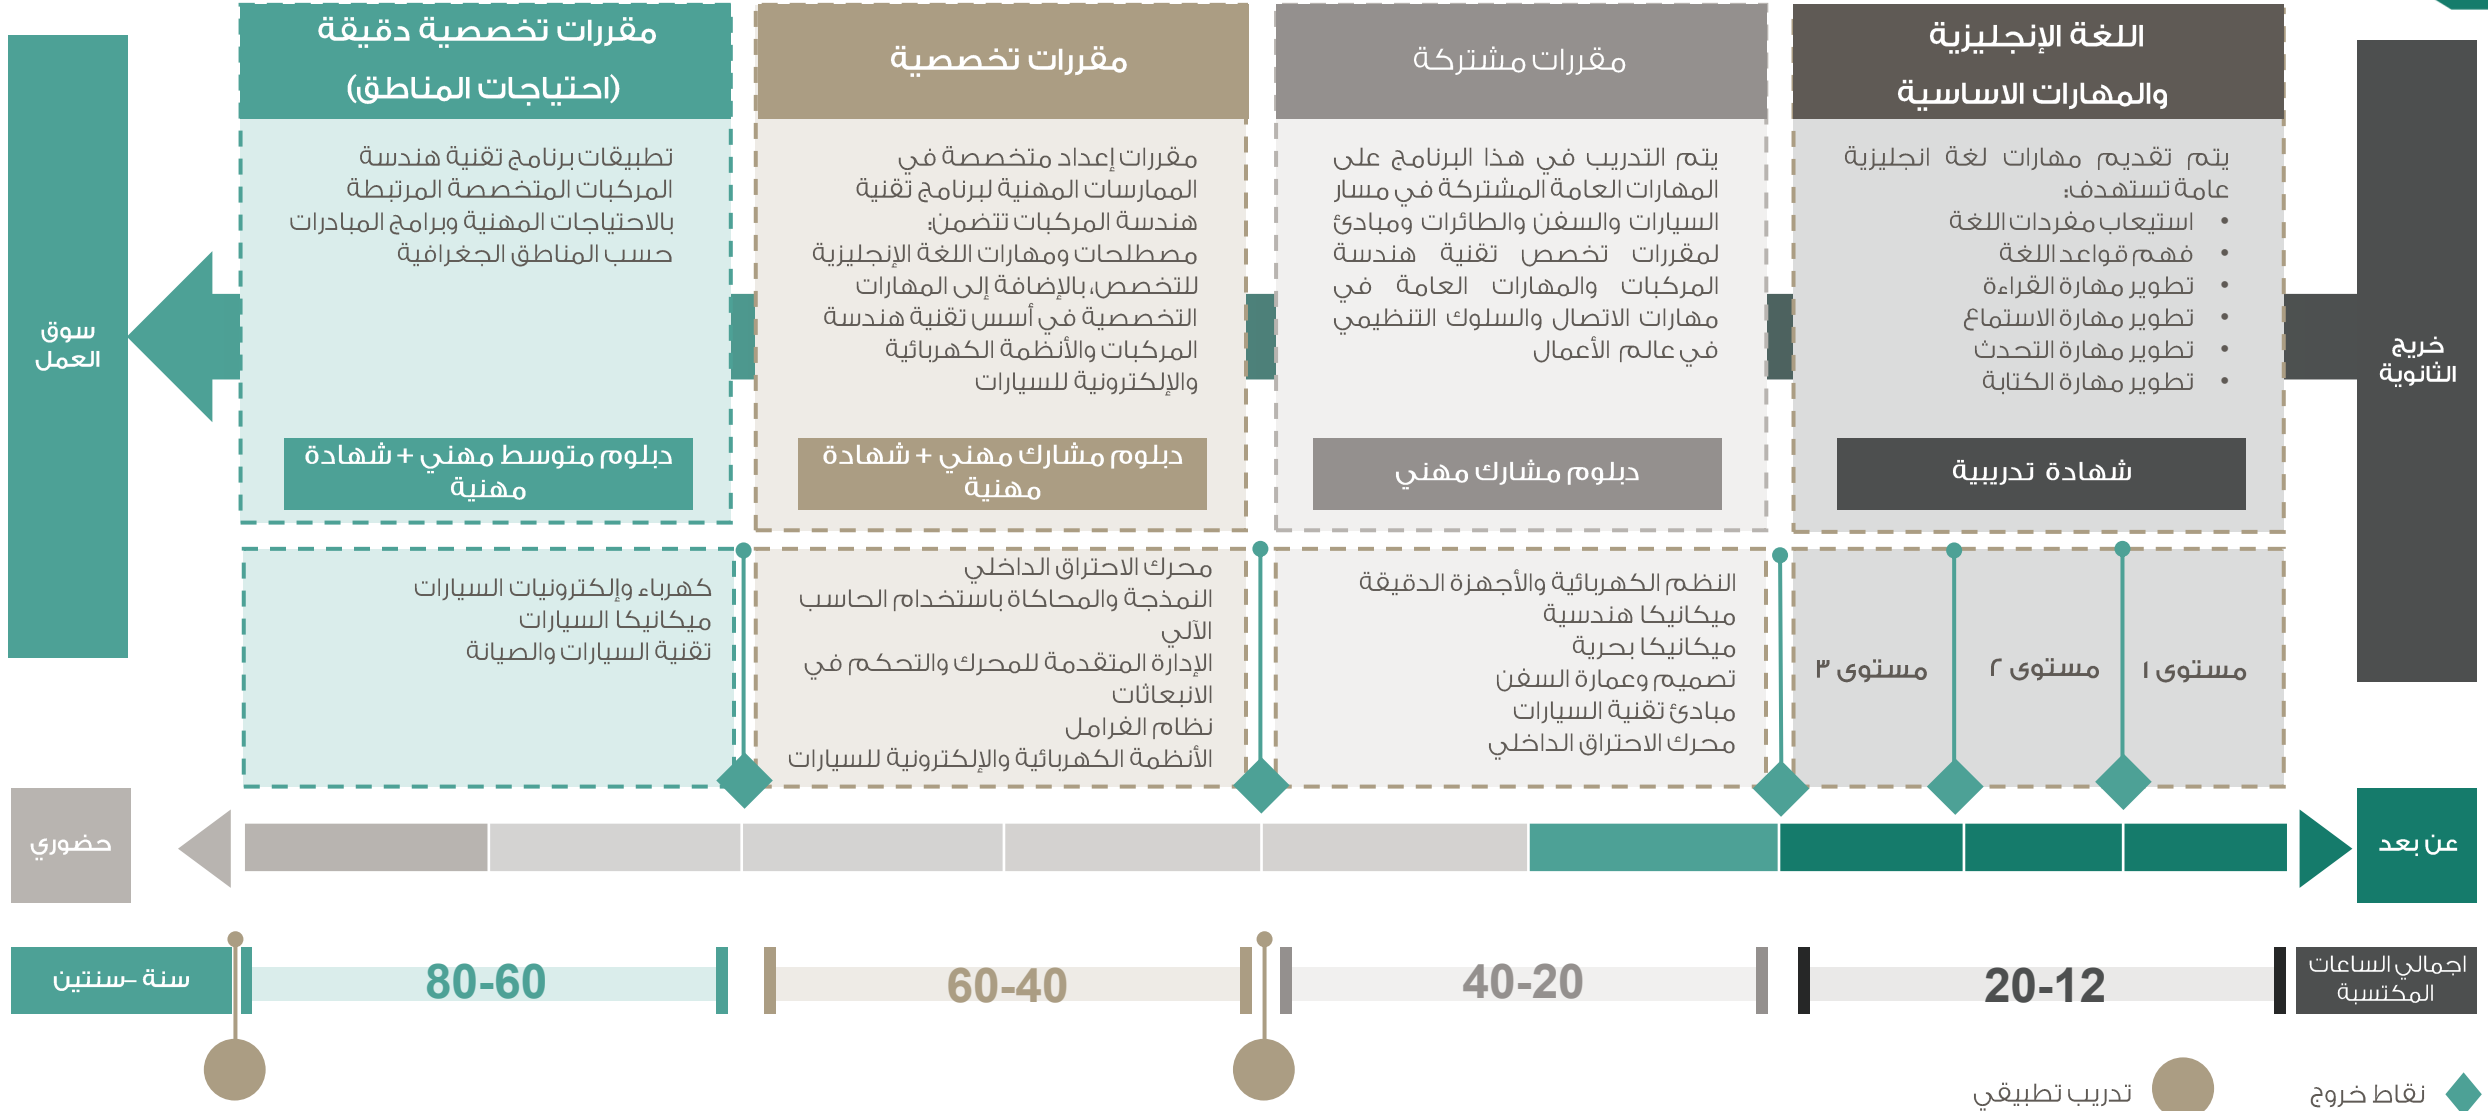 خريج
الثانوية
اللغة الإنجليزية
والمهارات الاساسية
يتم تقديم مهارات لغة انجليزية
عامة تستهدف:
• استيعاب مفردات اللغة
• فهم قواعد اللغة
• تطوير مهارة القراءة
• تطوير مهارة الاستماع
• تطوير مهارة التحدث
• تطوير مهارة الكتابة
شهادة تدريبية
مقررات مشتركة
يتم التدريب في هذا البرنامج على
المهارات العامة المشتركة في مسار
السيارات والسفن والطائرات ومبادئ
لمقررات تخصص تقنية هندسة
المركبات والمهارات العامة في
مهارات الاتصال والسلوك التنظيمي
في عالم الأعمال
دبلوم مشارك مهني
مقررات تخصصية
مقررات إعداد متخصصة في
الممارسات المهنية لبرنامج تقنية
هندسة المركبات تتضمن:
مصطلحات ومهارات اللغة الإنجليزية
للتخصص، بالإضافة إلى المهارات
التخصصية في أسس تقنية هندسة
المركبات والأنظمة الكهربائية
والإلكترونية للسيارات
دبلوم مشارك مهني + شهادة
مهنية
مقررات تخصصية دقيقة
(احتياجات المناطق)
تطبيقات برنامج تقنية هندسة
المركبات المتخصصة المرتبطة
بالاحتياجات المهنية وبرامج المبادرات
حسب المناطق الجغرافية
دبلوم متوسط مهني + شهادة
مهنية
سوق
العمل
مستوى ١
مستوى ٢
مستوى ٣
النظم الكهربائية والأجهزة الدقيقة
ميكانيكا هندسية
ميكانيكا بحرية
تصميم وعمارة السفن
مبادئ تقنية السيارات
محرك الاحتراق الداخلي
محرك الاحتراق الداخلي
النمذجة والمحاكاة باستخدام الحاسب
الآلي
الإدارة المتقدمة للمحرك والتحكم في
الانبعاثات
نظام الفرامل
الأنظمة الكهربائية والإلكترونية للسيارات
كهرباء وإلكترونيات السيارات
ميكانيكا السيارات
تقنية السيارات والصيانة
عن بعد
حضوري
اجمالي الساعات
المكتسبة
20-12
40-20
60-40
80-60
سنة –سنتين
نقاط خروج
تدريب تطبيقي